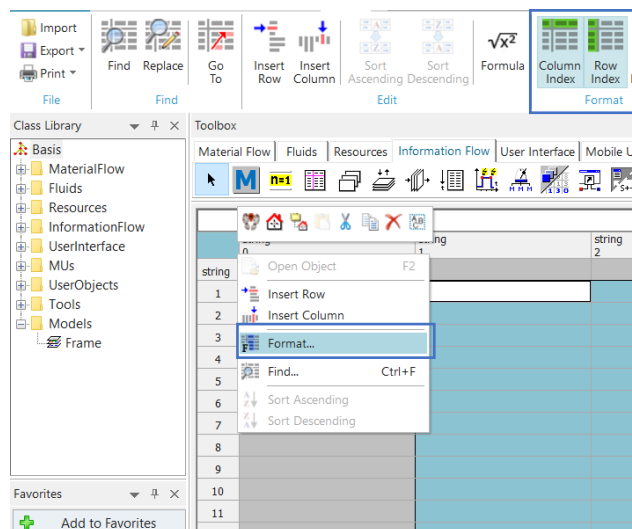 Import
Export
Print
File
Find
Replace
Find
Go
To
Insert
Row
Insert
Column
Sort
Ascending
Sort
Descending
Edit
√x²
Formula
Column
Index
Row
Index
Format
Class Library
Basis
MaterialFlow
Fluids
Resources
InformationFlow
UserInterface
MUs
UserObjects
Tools
Models
Frame
Favorites
Add to Favorites
Toolbox
Material Flow Fluids Resources Information Flow User Interface Mobile U
M n=1
string
0
string
1
string
2
string
1
2
3
4
5
6
7
8
9
10
11
Open Object F2
Insert Row
Insert Column
Format...
Find... Ctrl+F
Sort Ascending
Sort Descending